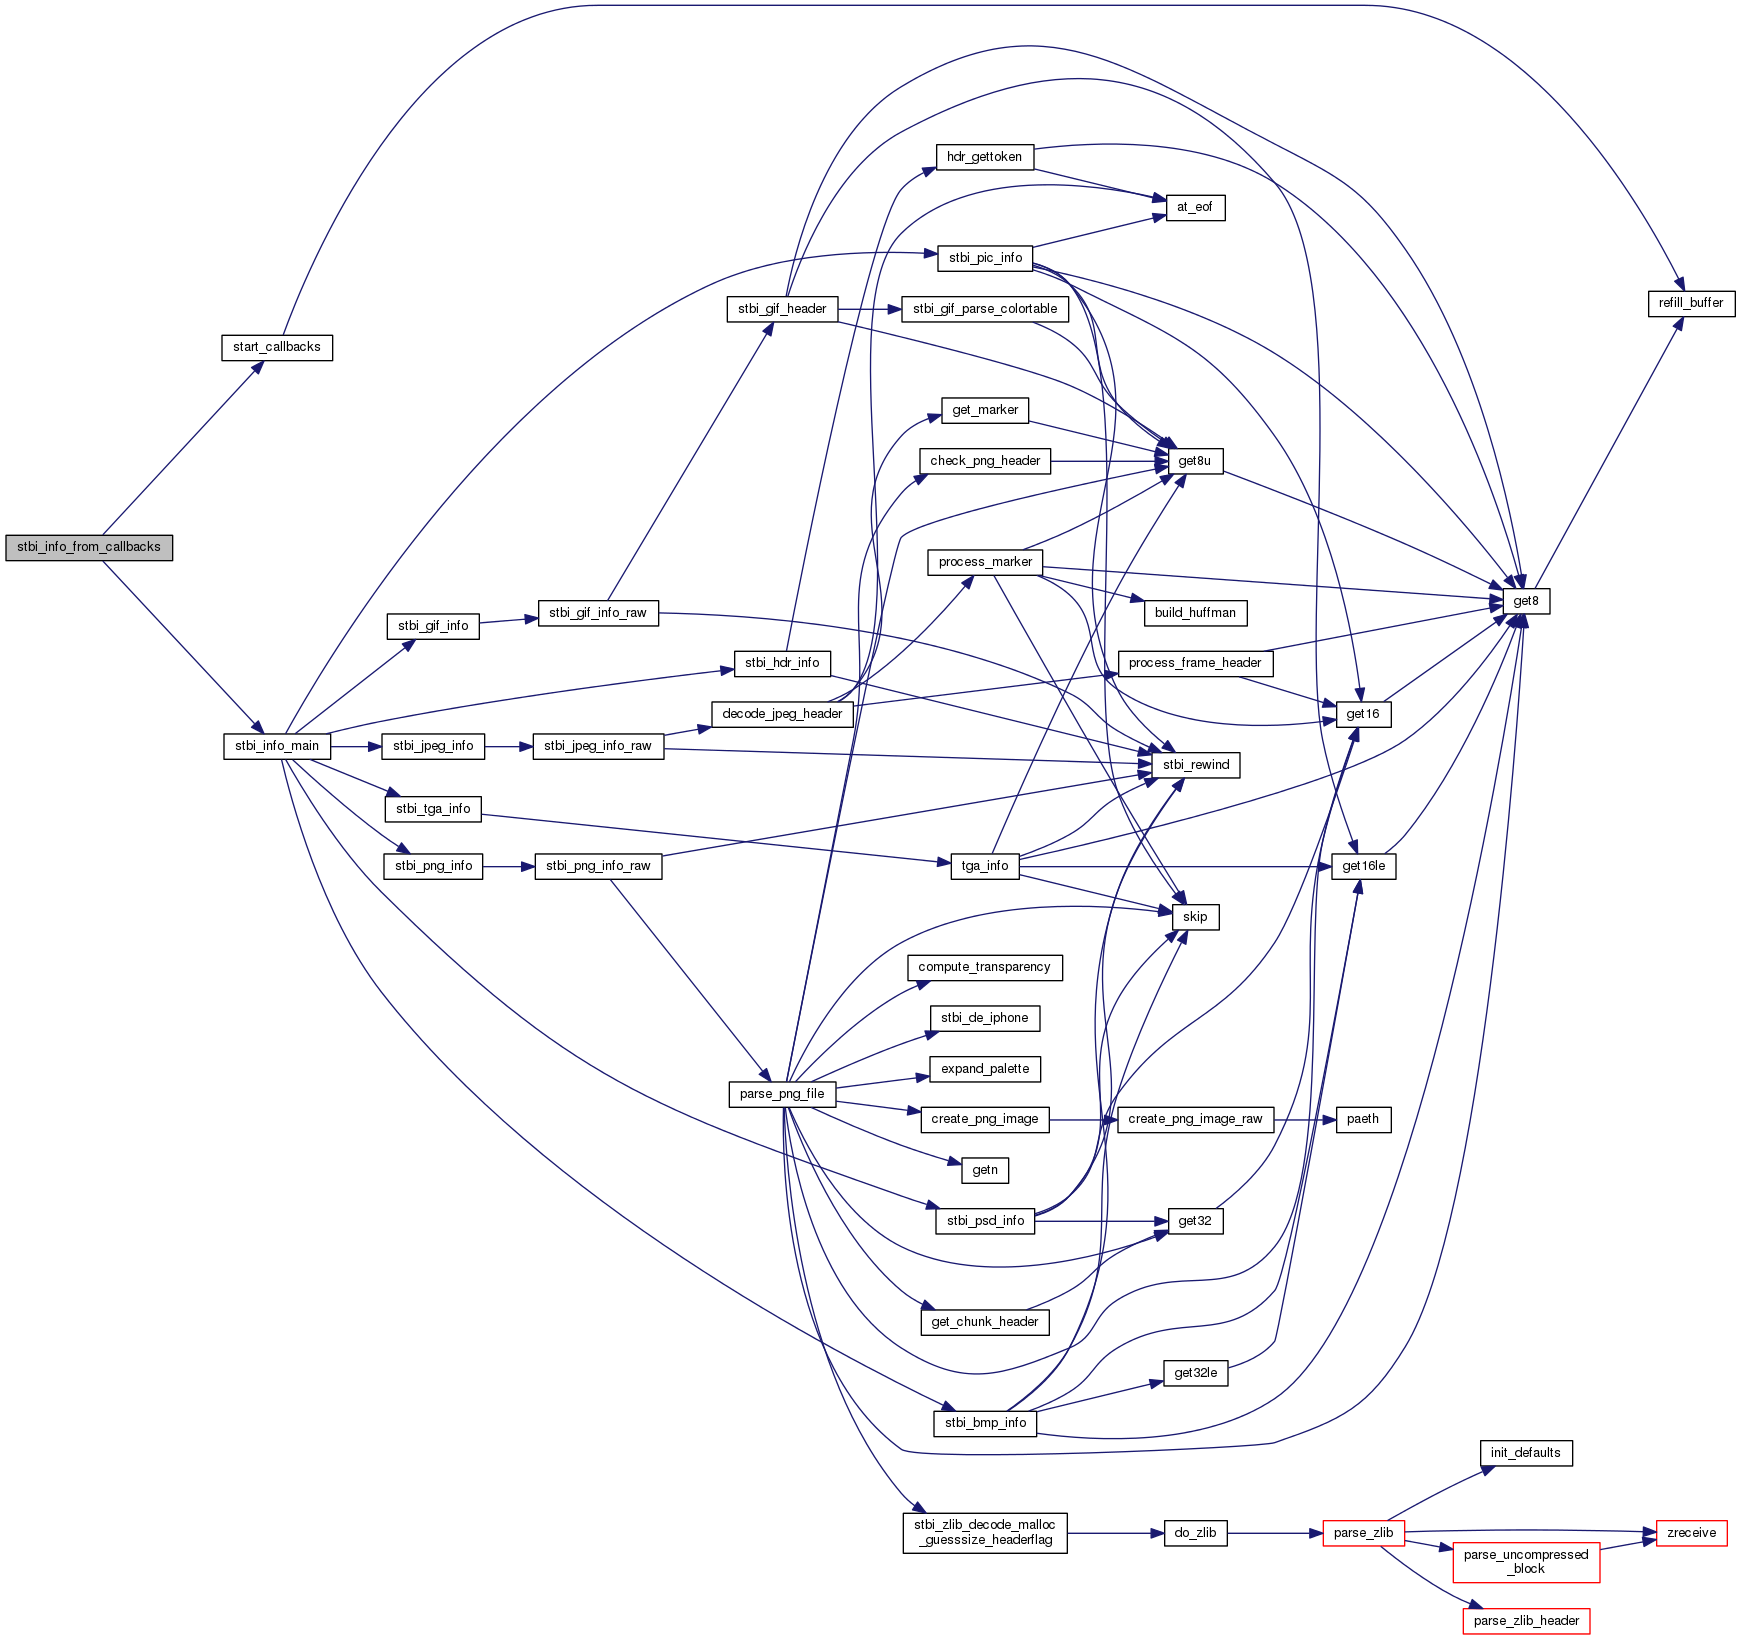 hdr_gettoken
at_eof
stbi_pic_info
refill_buffer
stbi_gif_header
stbi_gif_parse_colortable
start_callbacks
get_marker
check_png_header
get8u
stbi_info_from_callbacks
process_marker
get8
stbi_gif_info_raw
build_huffman
stbi_gif_info
stbi_hdr_info
process_frame_header
decode_jpeg_header
get16
stbi_info_main
stbi_jpeg_info
stbi_jpeg_info_raw
stbi_rewind
stbi_tga_info
stbi_png_info
stbi_png_info_raw
tga_info
get16le
skip
compute_transparency
stbi_de_iphone
expand_palette
parse_png_file
create_png_image
create_png_image_raw
paeth
getn
stbi_psd_info
get32
get_chunk_header
get32le
stbi_bmp_info
init_defaults
stbi_zlib_decode_malloc
_guesssize_headerflag
do_zlib
parse_zlib
zreceive
parse_uncompressed
_block
parse_zlib_header